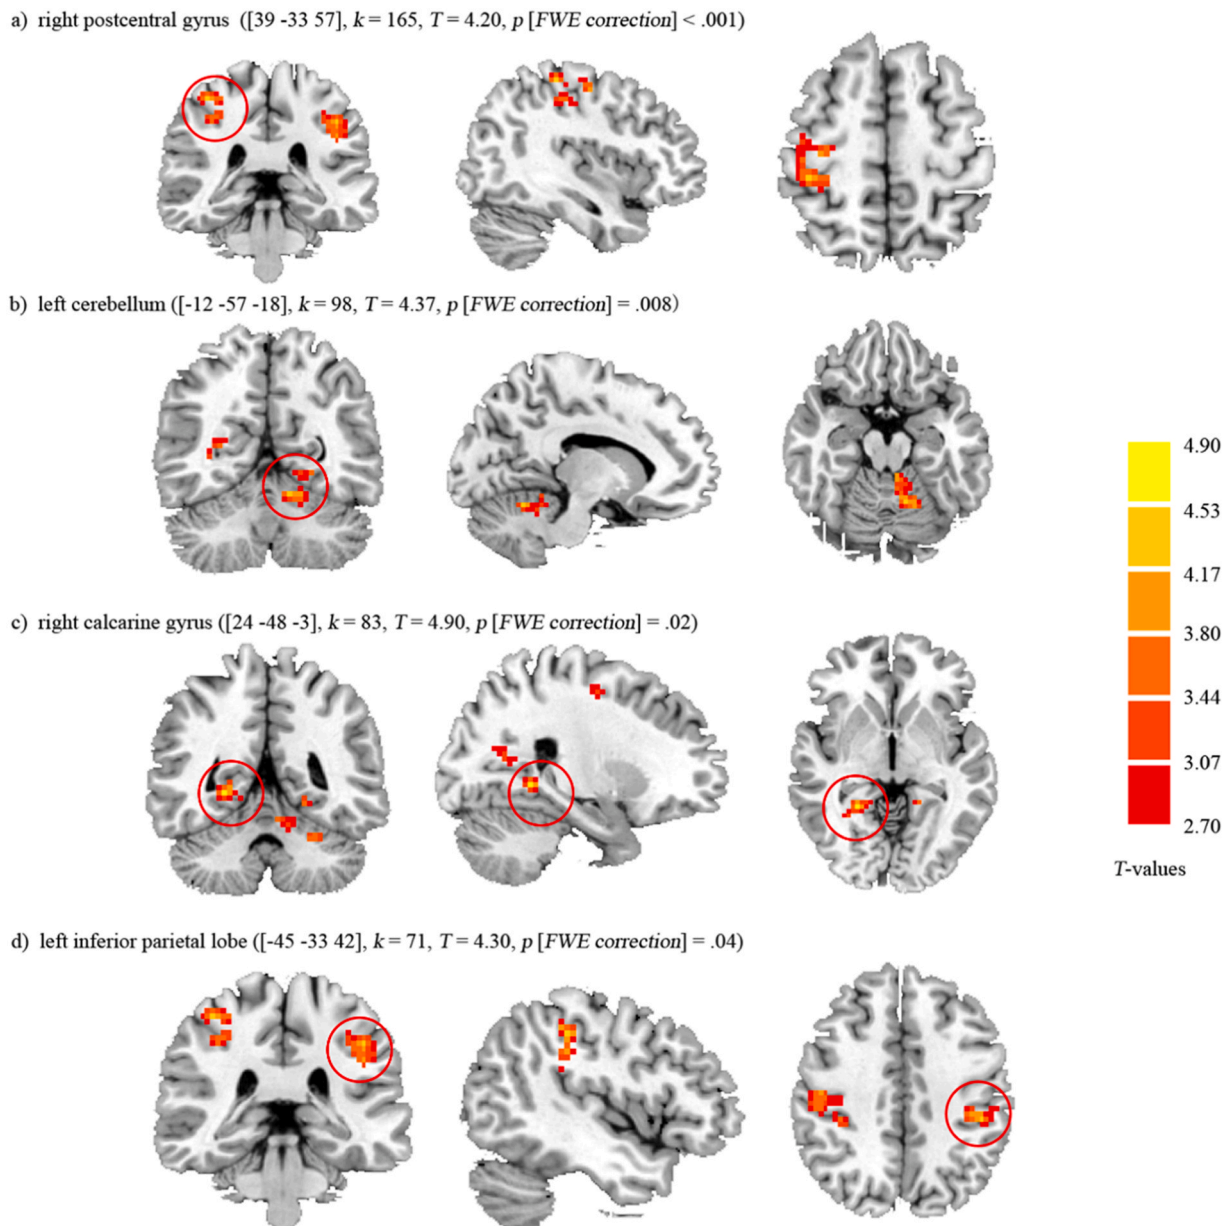 a) right postcentral gyrus ([39 -33 57], k = 165, T = 4.20, p [FWE correction] < .001)
b) left cerebellum ([-12 -57 -18], k = 98, T = 4.37, p [FWE correction] = .008)
c) right calcarine gyrus ([24 -48 -3], k = 83, T = 4.90, p [FWE correction] = .02)
d) left inferior parietal lobe ([-45 -33 42], k = 71, T = 4.30, p [FWE correction] = .04)
4.90
4.53
4.17
3.80
3.44
3.07
2.70
T-values